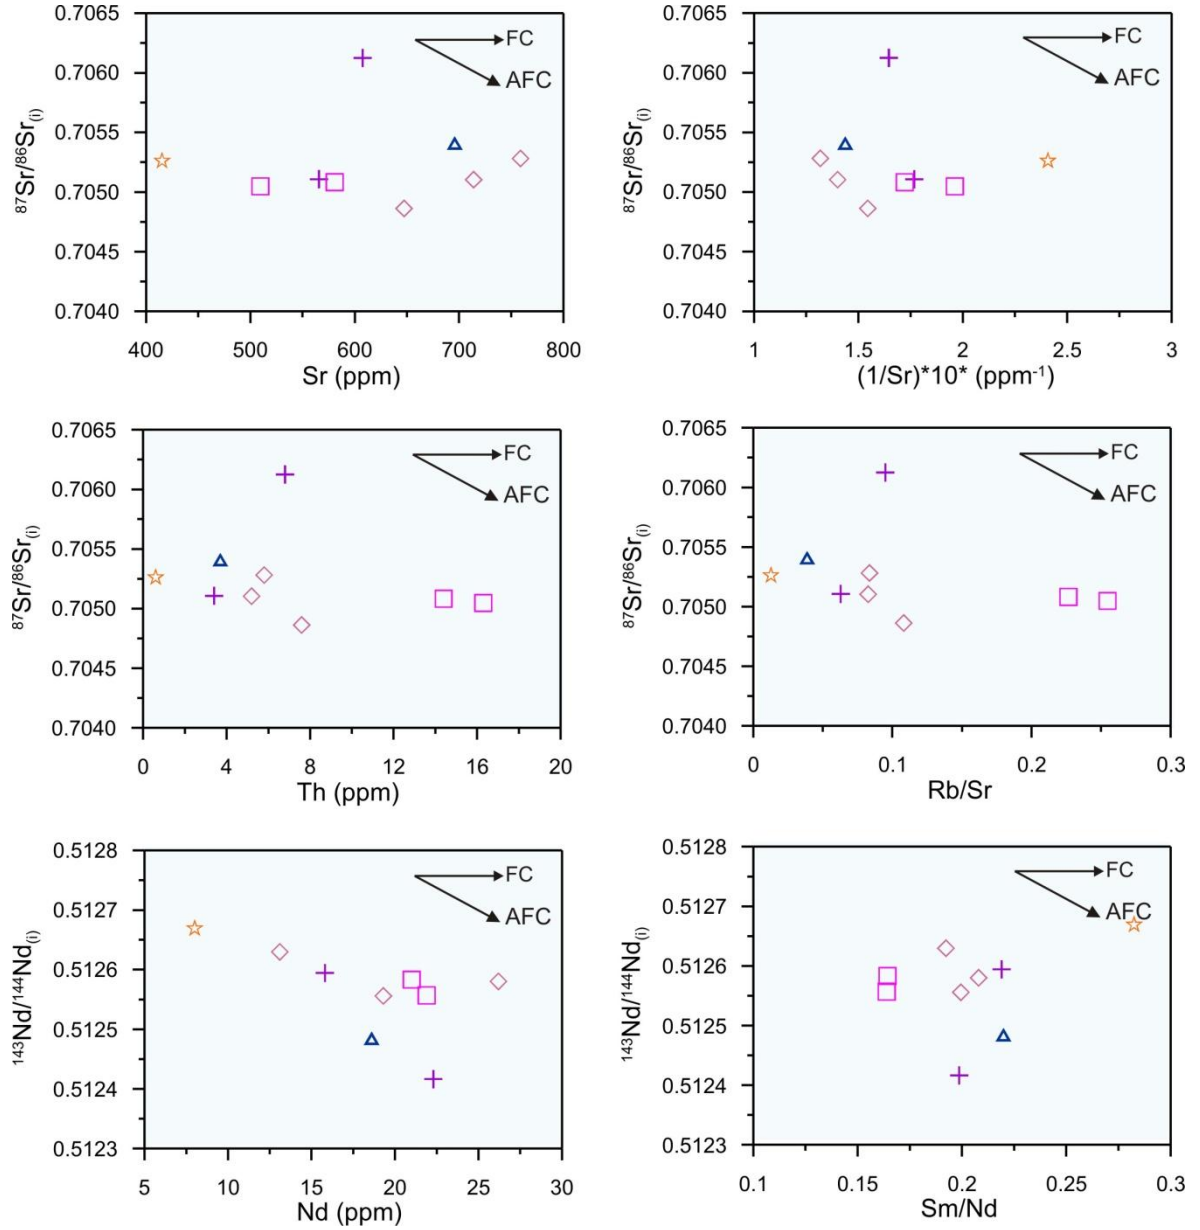 0.7065
0.7060
0.7055
0.7050
0.7045
0.7040
87Sr/86Sr(i)
FC
AFC
400 500 600 700 800
Sr (ppm)
0.7065
0.7060
0.7055
0.7050
0.7045
0.7040
87Sr/86Sr(i)
FC
AFC
1 1.5 2 2.5 3
(1/Sr)*10* (ppm-1)
0.7065
0.7060
0.7055
0.7050
0.7045
0.7040
87Sr/86Sr(i)
FC
AFC
0 4 8 12 16 20
Th (ppm)
0.7065
0.7060
0.7055
0.7050
0.7045
0.7040
87Sr/86Sr(i)
FC
AFC
0 0.1 0.2 0.3
Rb/Sr
0.5128
0.5127
0.5126
0.5125
0.5124
0.5123
143Nd/144Nd(i)
FC
AFC
5 10 15 20 25 30
Nd (ppm)
0.5128
0.5127
0.5126
0.5125
0.5124
0.5123
143Nd/144Nd(i)
FC
AFC
0.1 0.15 0.2 0.25 0.3
Sm/Nd